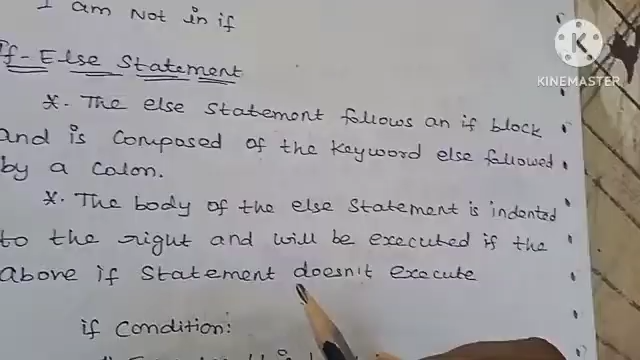 I am Not in if
K
KINEMASTER
If-Else Statement
*. The else statement follows an if block
and is composed of the keyword else followed
by a colon.
*. The body of the else statement is indented
to the right and will be executed if the
above if statement doesn't execute
if condition: